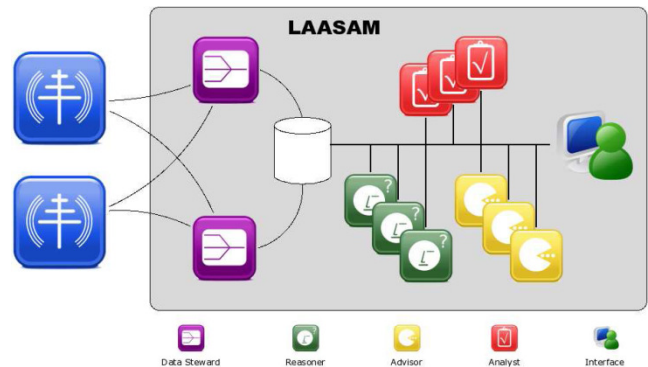 LAASAM
?
?
?
Data Steward
Reasoner
Advisor
Analyst
Interface